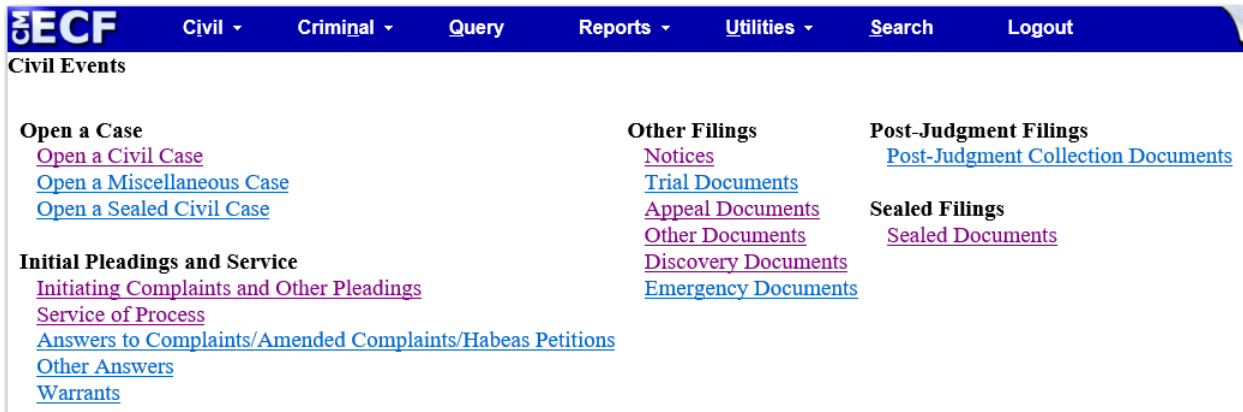 CM ECF Civil Criminal Query Reports Utilities Search Logout
Civil Events
Open a Case
Open a Civil Case
Open a Miscellaneous Case
Open a Sealed Civil Case
Initial Pleadings and Service
Initiating Complaints and Other Pleadings
Service of Process
Answers to Complaints/Amended Complaints/Habeas Petitions
Other Answers
Warrants
Other Filings
Notices
Trial Documents
Appeal Documents
Other Documents
Discovery Documents
Emergency Documents
Post-Judgment Filings
Post-Judgment Collection Documents
Sealed Filings
Sealed Documents